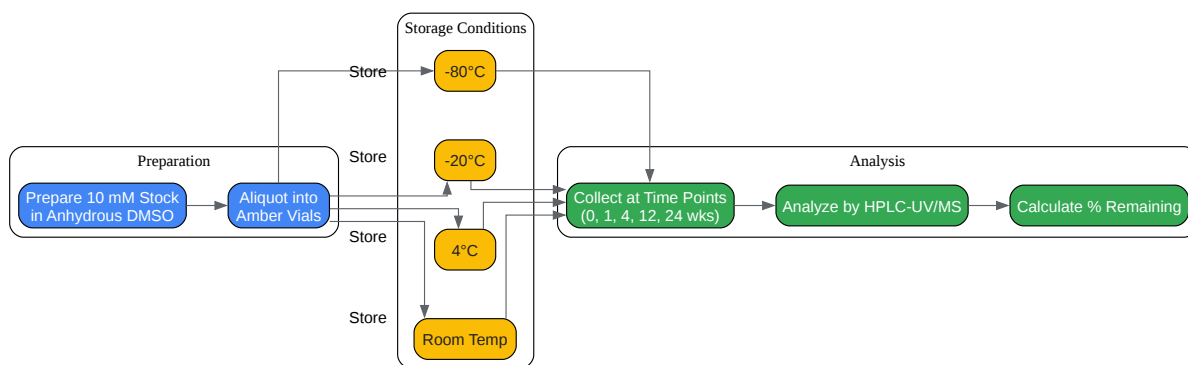 Storage Conditions
Store
-80°C
Store
-20°C
Preparation
Prepare 10 mM Stock
in Anhydrous DMSO
Aliquot into
Amber Vials
Store
4°C
Store
Room Temp
Analysis
Collect at Time Points
(0, 1, 4, 12, 24 wks)
Analyze by HPLC-UV/MS
Calculate % Remaining